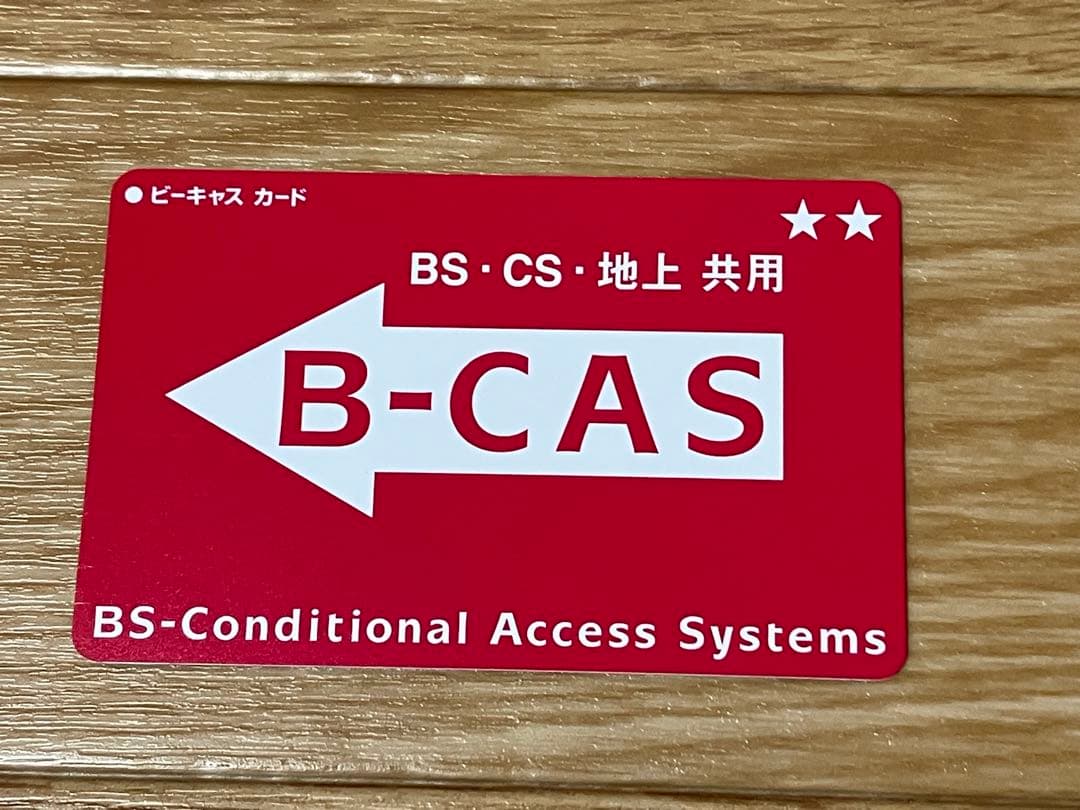 ● ビーキャス カード
★★
BS・CS・地上 共用
B-CAS
BS-Conditional Access Systems